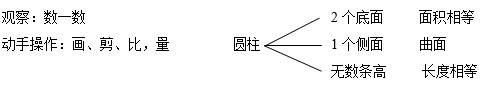 观察：数一数 2 个底面 面积相等
动手操作：画、剪、比，量 圆柱 1 个侧面 曲面
无数条高 长度相等